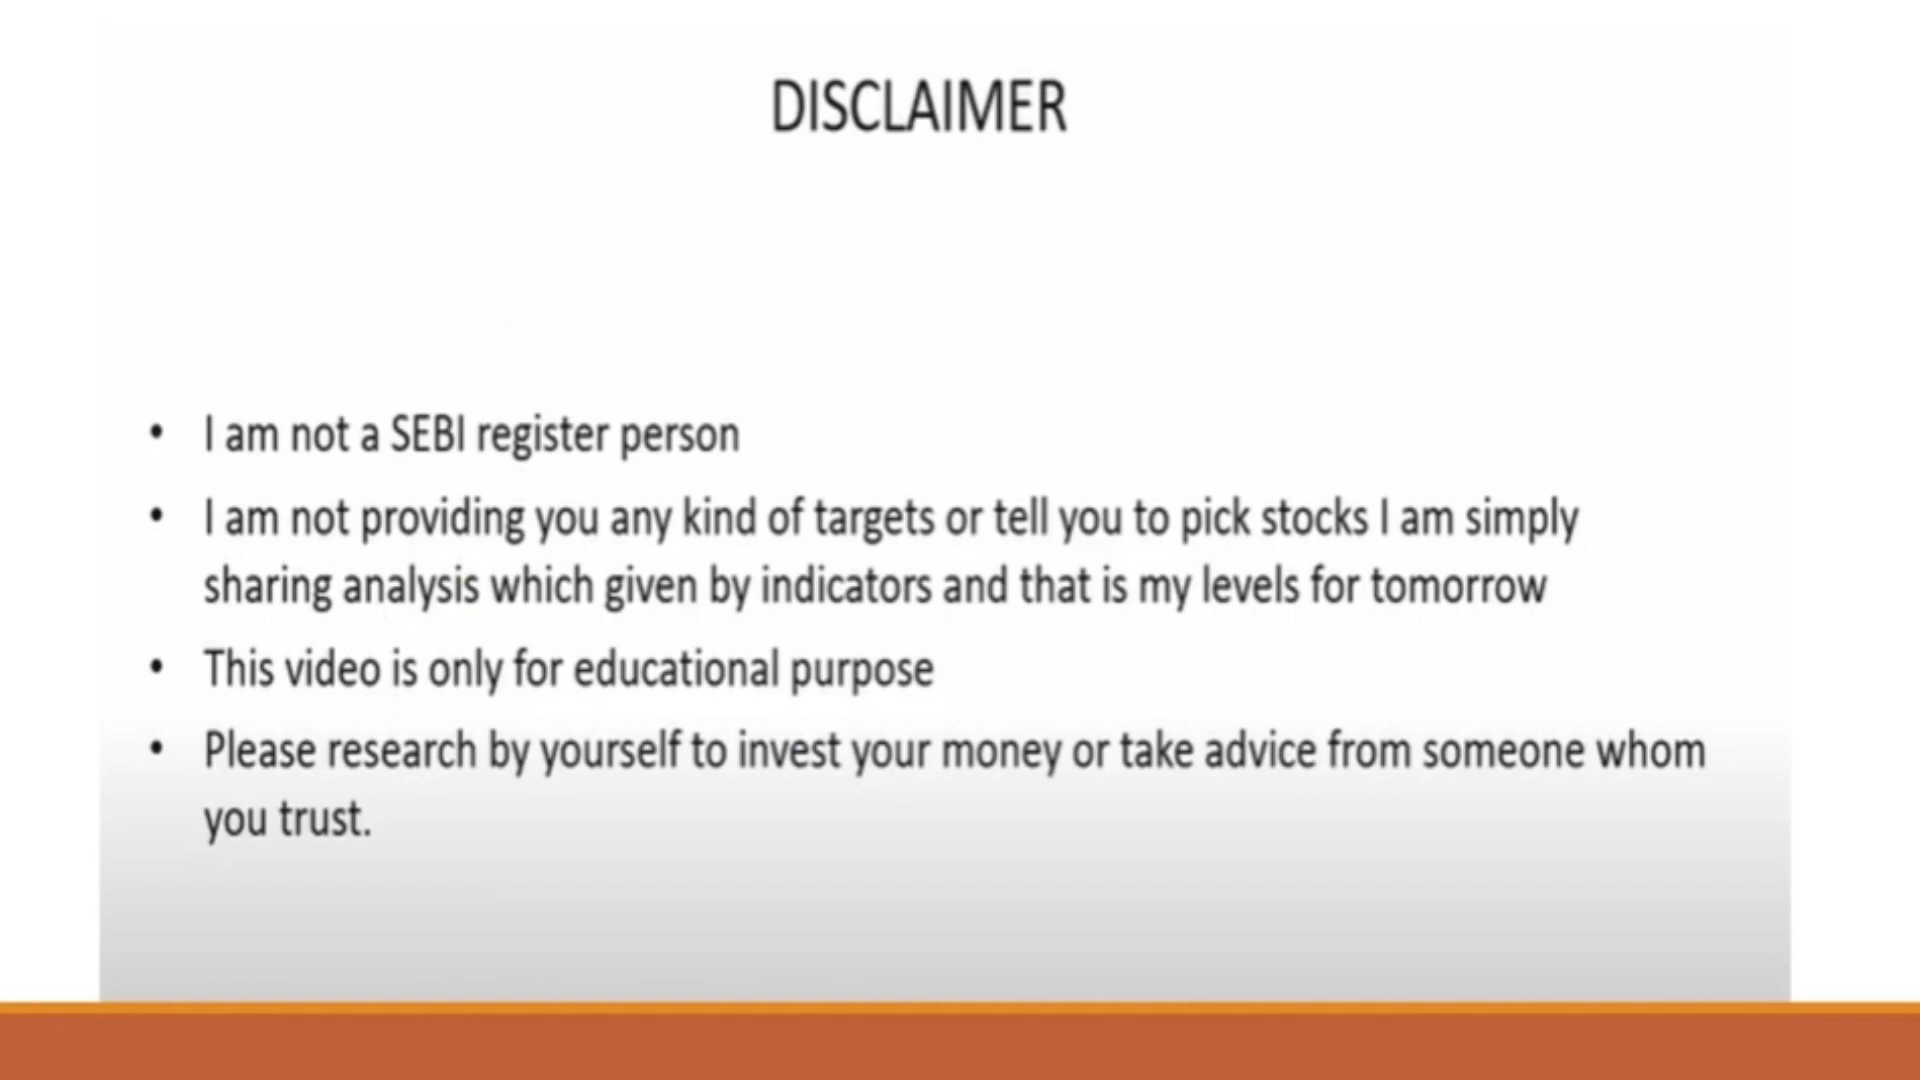 DISCLAIMER
• I am not a SEBI register person
• I am not providing you any kind of targets or tell you to pick stocks I am simply
sharing analysis which given by indicators and that is my levels for tomorrow
• This video is only for educational purpose
• Please research by yourself to invest your money or take advice from someone whom
you trust.